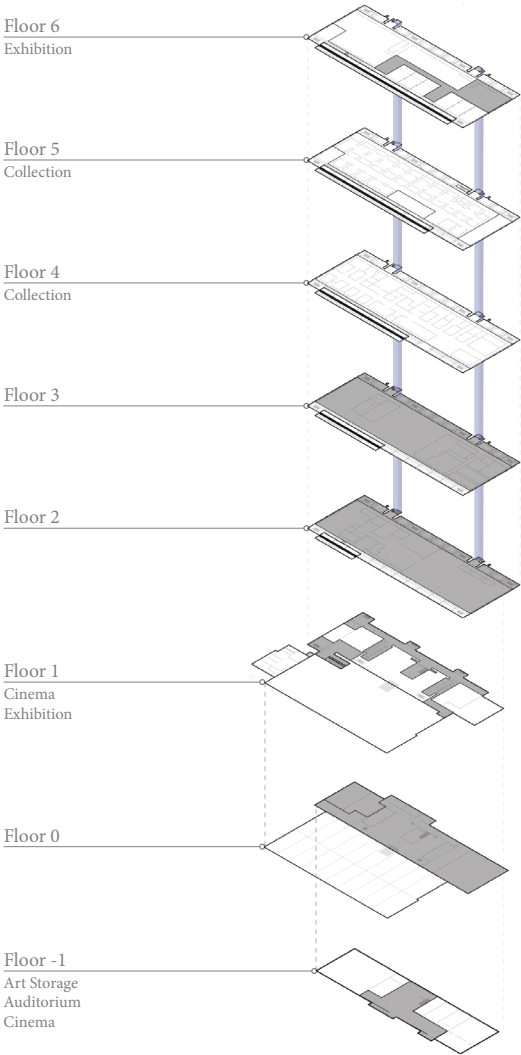 Floor 6
Exhibition
Floor 5
Collection
Floor 4
Collection
Floor 3
Floor 2
Floor 1
Cinema
Exhibition
Floor 0
Floor -1
Art Storage
Auditorium
Cinema